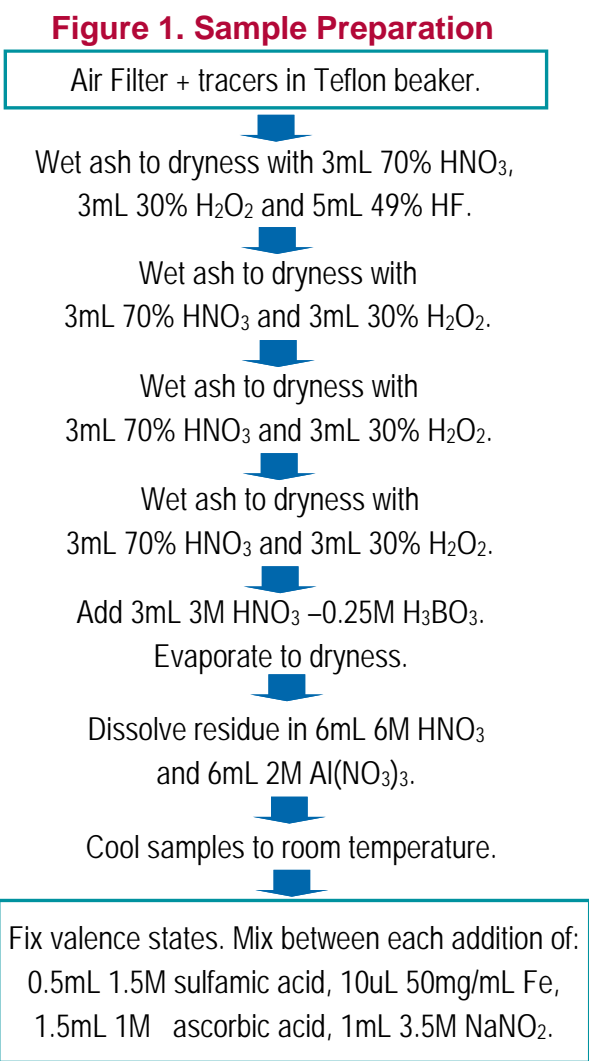 Figure 1. Sample Preparation
Air Filter + tracers in Teflon beaker.
Wet ash to dryness with 3mL 70% HNO₃,
3mL 30% H₂O₂ and 5mL 49% HF.
Wet ash to dryness with
3mL 70% HNO₃ and 3mL 30% H₂O₂.
Wet ash to dryness with
3mL 70% HNO₃ and 3mL 30% H₂O₂.
Wet ash to dryness with
3mL 70% HNO₃ and 3mL 30% H₂O₂.
Add 3mL 3M HNO₃ –0.25M H₃BO₃.
Evaporate to dryness.
Dissolve residue in 6mL 6M HNO₃
and 6mL 2M Al(NO₃)₃.
Cool samples to room temperature.
Fix valence states. Mix between each addition of:
0.5mL 1.5M sulfamic acid, 10uL 50mg/mL Fe,
1.5mL 1M ascorbic acid, 1mL 3.5M NaNO₂.